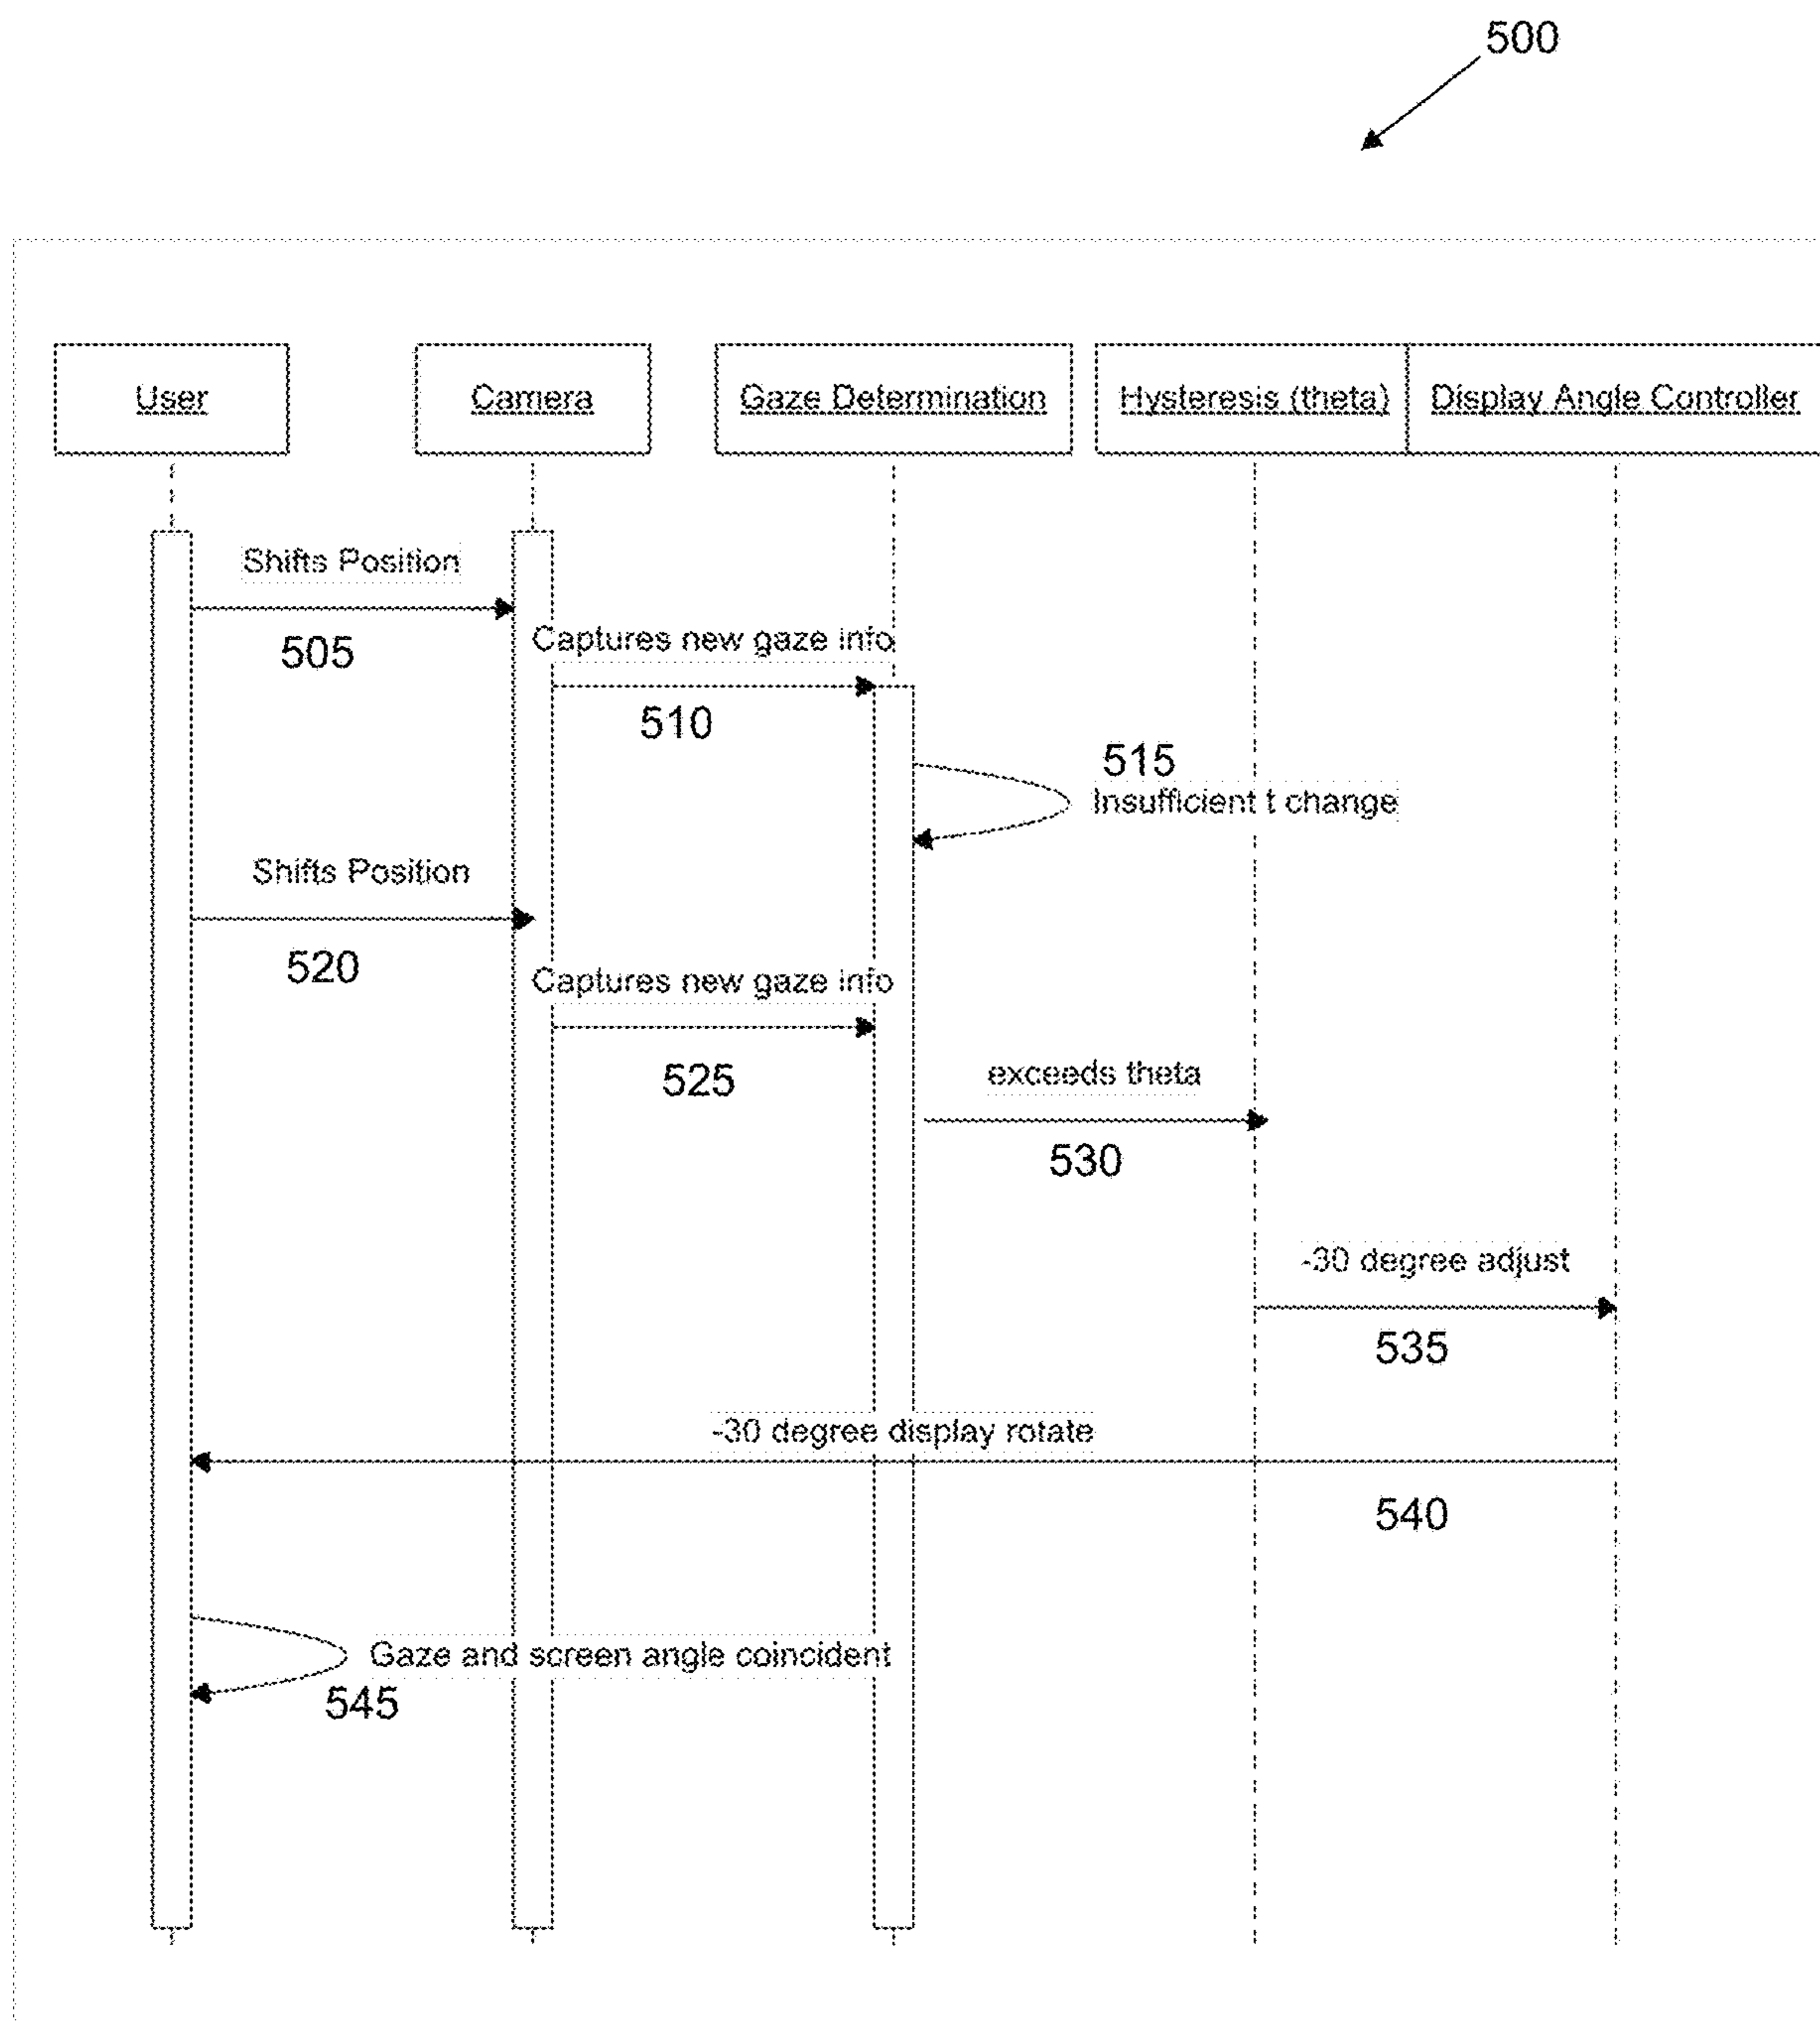 500
User
Camera
Gaze Determination
Hysteresis (theta)
Display Angle Controller
Shifts Position
505
Captures new gaze info
510
515
Insufficient t change
Shifts Position
520
Captures new gaze info
525
exceeds theta
530
-30 degree adjust
535
-30 degree display rotate
540
Gaze and screen angle coincident
545